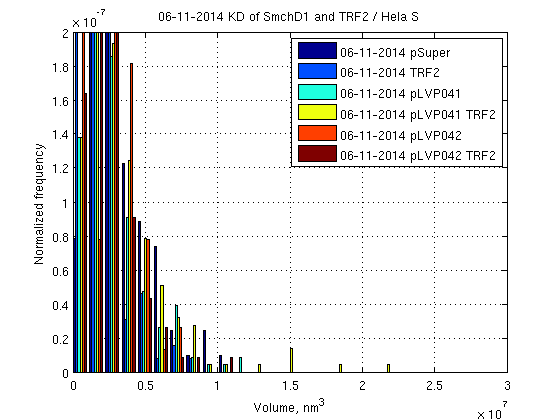 06-11-2014 KD of SmchD1 and TRF2 / Hela S
× 10^-7
2
1.8
1.6
1.4
1.2
1
0.8
0.6
0.4
0.2
0
Normalized frequency
06-11-2014 pSuper
06-11-2014 TRF2
06-11-2014 pLVP041
06-11-2014 pLVP041 TRF2
06-11-2014 pLVP042
06-11-2014 pLVP042 TRF2
0 0.5 1 1.5 2 2.5 3
× 10^7
Volume, nm^3